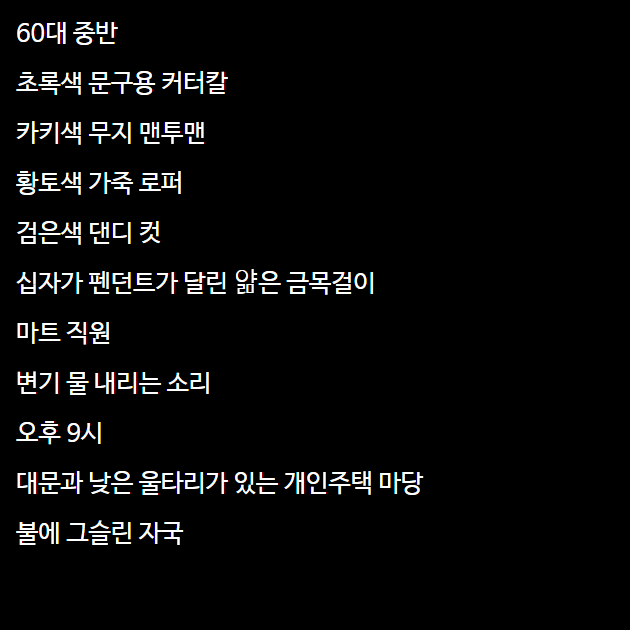 60대 중반
초록색 문구용 커터칼
카키색 무지 맨투맨
황토색 가죽 로퍼
검은색 댄디 컷
십자가 펜던트가 달린 얇은 금목걸이
마트 직원
변기 물 내리는 소리
오후 9시
대문과 낮은 울타리가 있는 개인주택 마당
불에 그슬린 자국